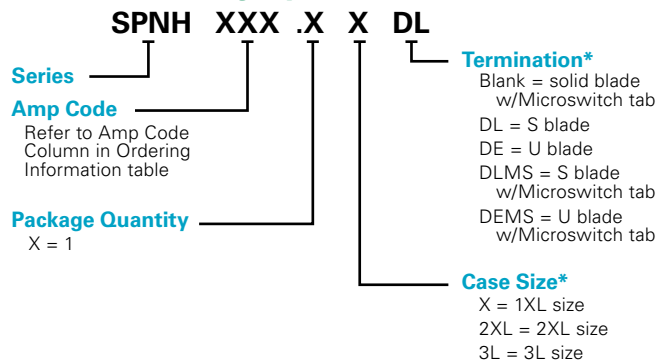 SPNH XXX .X X DL
Series
Amp Code
Refer to Amp Code
Column in Ordering
Information table
Package Quantity
X = 1
Termination*
Blank = solid blade
w/Microswitch tab
DL = S blade
DE = U blade
DLMS = S blade
w/Microswitch tab
DEMS = U blade
w/Microswitch tab
Case Size*
X = 1XL size
2XL = 2XL size
3L = 3L size